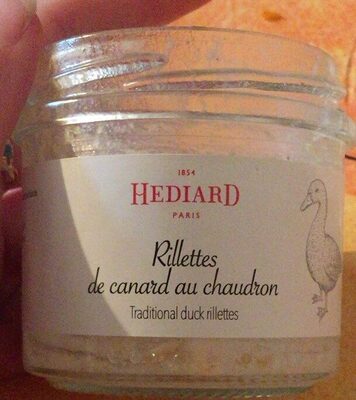 1854
HEDIARD
PARIS
Rillettes
de canard au chaudron
Traditional duck rillettes